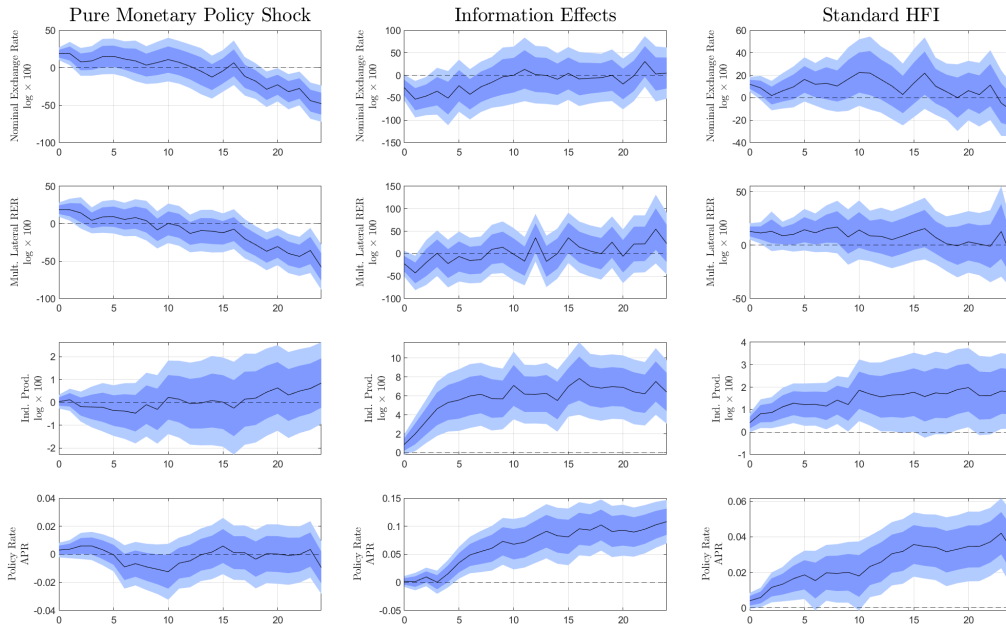 Pure Monetary Policy Shock
Information Effects
Standard HFI
Nominal Exchange Rate
log × 100
50
0
-50
-100
0 5 10 15 20
Nominal Exchange Rate
log × 100
100
50
0
-50
-100
-150
0 5 10 15 20
Nominal Exchange Rate
log × 100
60
40
20
0
-20
-40
0 5 10 15 20
Mult. Lateral RER
log × 100
50
0
-50
-100
0 5 10 15 20
Mult. Lateral RER
log × 100
150
100
50
0
-50
-100
0 5 10 15 20
Mult. Lateral RER
log × 100
50
0
-50
0 5 10 15 20
Ind. Prod.
log × 100
2
1
0
-1
-2
0 5 10 15 20
Ind. Prod.
log × 100
10
8
6
4
2
0
0 5 10 15 20
Ind. Prod.
log × 100
4
3
2
1
0
-1
0 5 10 15 20
Policy Rate
APR
0.04
0.02
0
-0.02
-0.04
0 5 10 15 20
Policy Rate
APR
0.15
0.1
0.05
0
-0.05
0 5 10 15 20
Policy Rate
APR
0.06
0.04
0.02
0
0 5 10 15 20